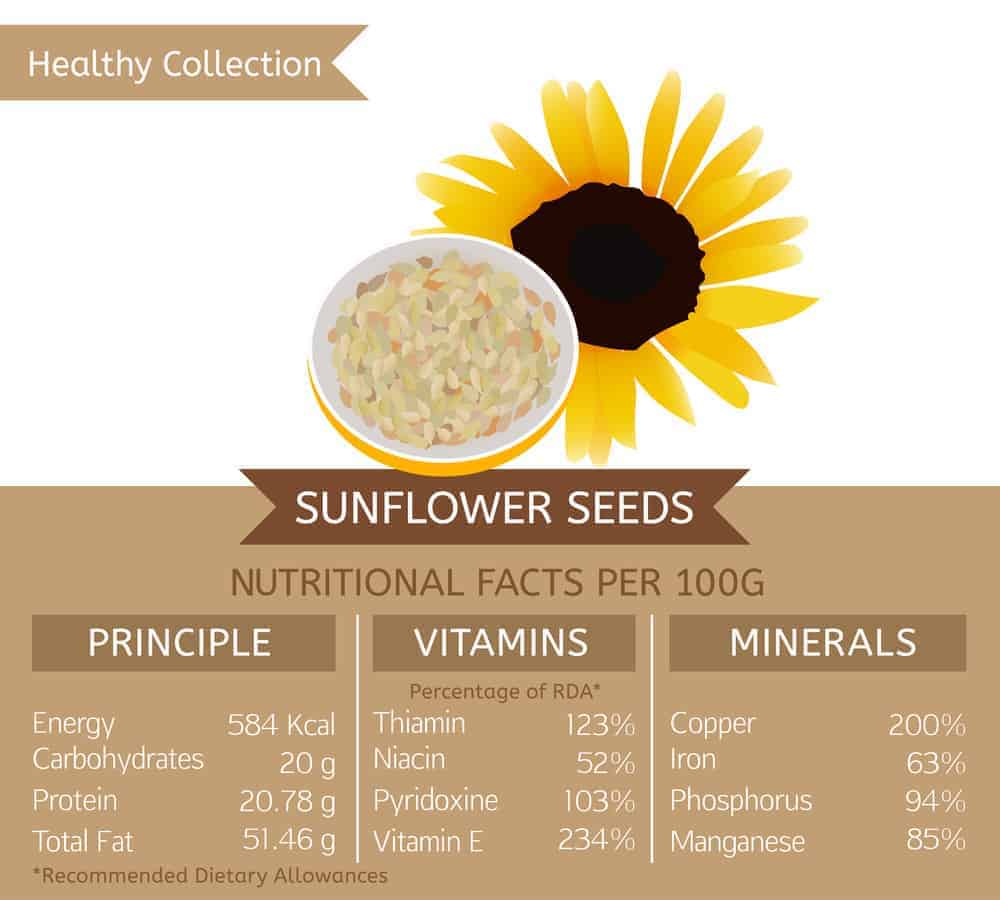 Healthy Collection
SUNFLOWER SEEDS
NUTRITIONAL FACTS PER 100G
PRINCIPLE
Energy 584 Kcal
Carbohydrates 20 g
Protein 20.78 g
Total Fat 51.46 g
VITAMINS
Percentage of RDA*
Thiamin 123%
Niacin 52%
Pyridoxine 103%
Vitamin E 234%
MINERALS
Copper 200%
Iron 63%
Phosphorus 94%
Manganese 85%
*Recommended Dietary Allowances